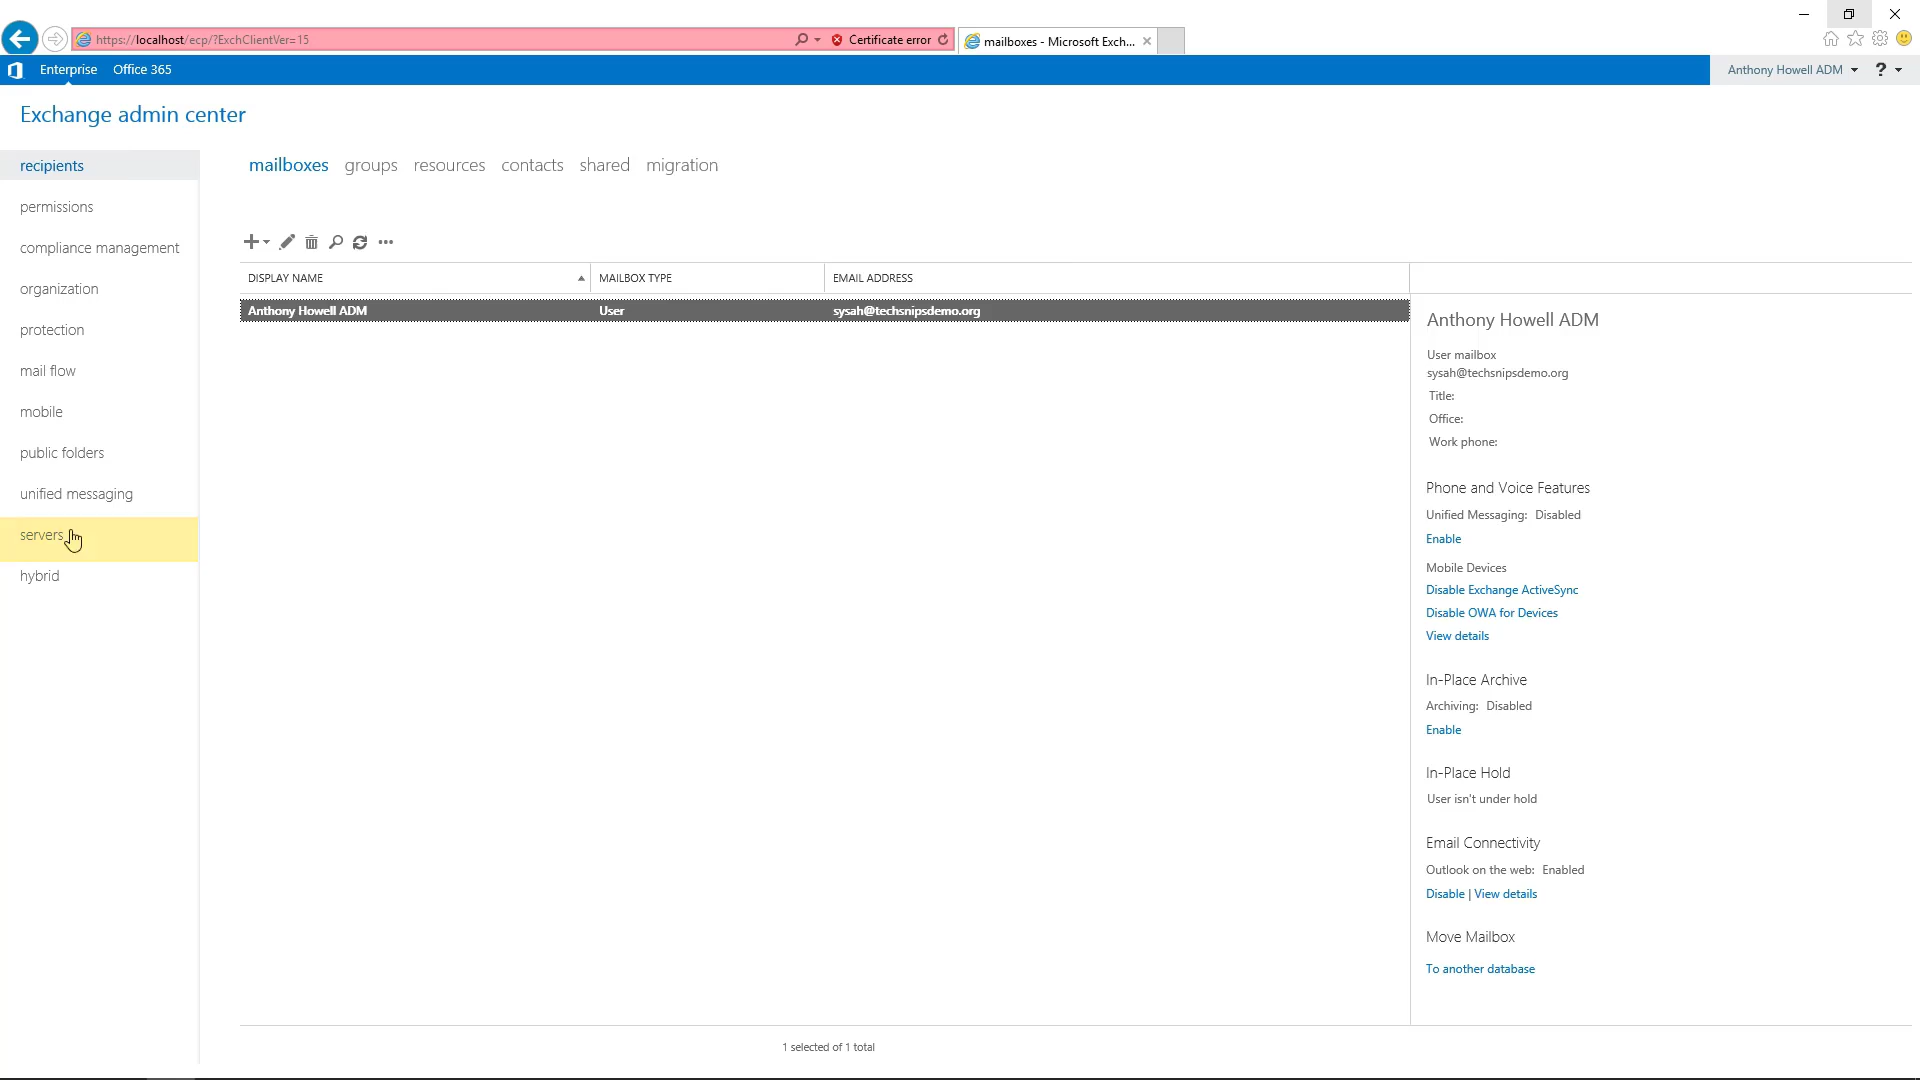 https://localhost/ecp/?ExchClientVer=15
Certificate error
mailboxes - Microsoft Exch...
Enterprise
Office 365
Anthony Howell ADM
?
Exchange admin center
recipients
permissions
compliance management
organization
protection
mail flow
mobile
public folders
unified messaging
servers
hybrid
mailboxes groups resources contacts shared migration
DISPLAY NAME
MAILBOX TYPE
EMAIL ADDRESS
Anthony Howell ADM
User
sysah@techsnipsdemo.org
Anthony Howell ADM
User mailbox
sysah@techsnipsdemo.org
Title:
Office:
Work phone:
Phone and Voice Features
Unified Messaging: Disabled
Enable
Mobile Devices
Disable Exchange ActiveSync
Disable OWA for Devices
View details
In-Place Archive
Archiving: Disabled
Enable
In-Place Hold
User isn't under hold
Email Connectivity
Outlook on the web: Enabled
Disable | View details
Move Mailbox
To another database
1 selected of 1 total